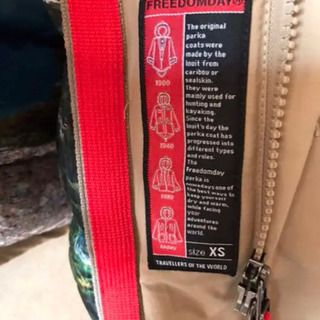 FREEDOMDAY®
The original
parka
coats were
made by the
Inuit from
caribou or
sealskin.
They were
mainly used for
hunting and
kayaking.
Since the
Inuit's day the
parka coat has
progressed into
different types
and roles.
The
Freedomday
parka is
nowadays one of
the best ways to
keep yourself
dry and warm,
while facing
your
adventures
around the
world.
1900
1940
1980
today
size XS
TRAVELLERS OF THE WORLD